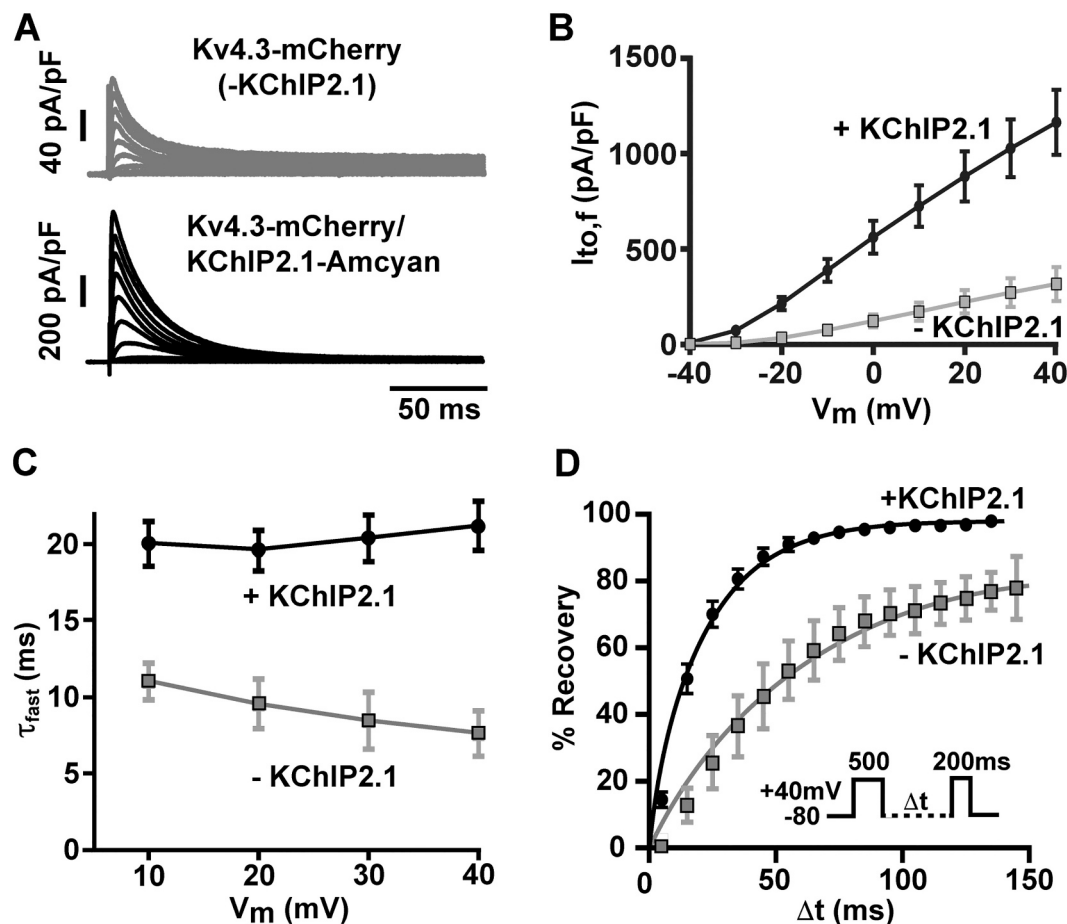 A
Kv4.3-mCherry
(-KChIP2.1)
40 pA/pF
Kv4.3-mCherry/
KChIP2.1-Amcyan
200 pA/pF
50 ms
B
1500
1000
500
0
Ito,f (pA/pF)
+ KChIP2.1
- KChIP2.1
-40 -20 0 20 40
Vm (mV)
C
20
15
10
5
0
τfast (ms)
+ KChIP2.1
- KChIP2.1
10 20 30 40
Vm (mV)
D
+KChIP2.1
100
80
60
40
20
0
% Recovery
- KChIP2.1
500 200ms
+40mV
-80
Δt
0 50 100 150
Δt (ms)